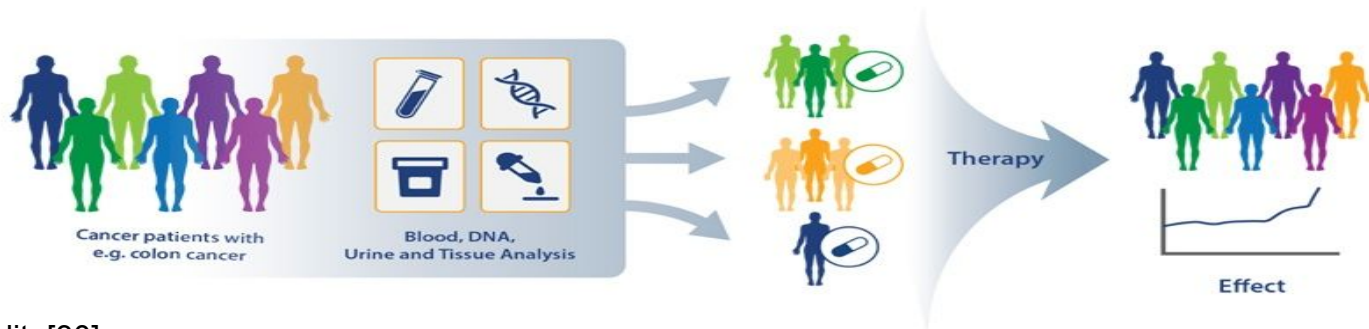 Cancer patients with
e.g. colon cancer
Blood, DNA,
Urine and Tissue Analysis
Therapy
Effect